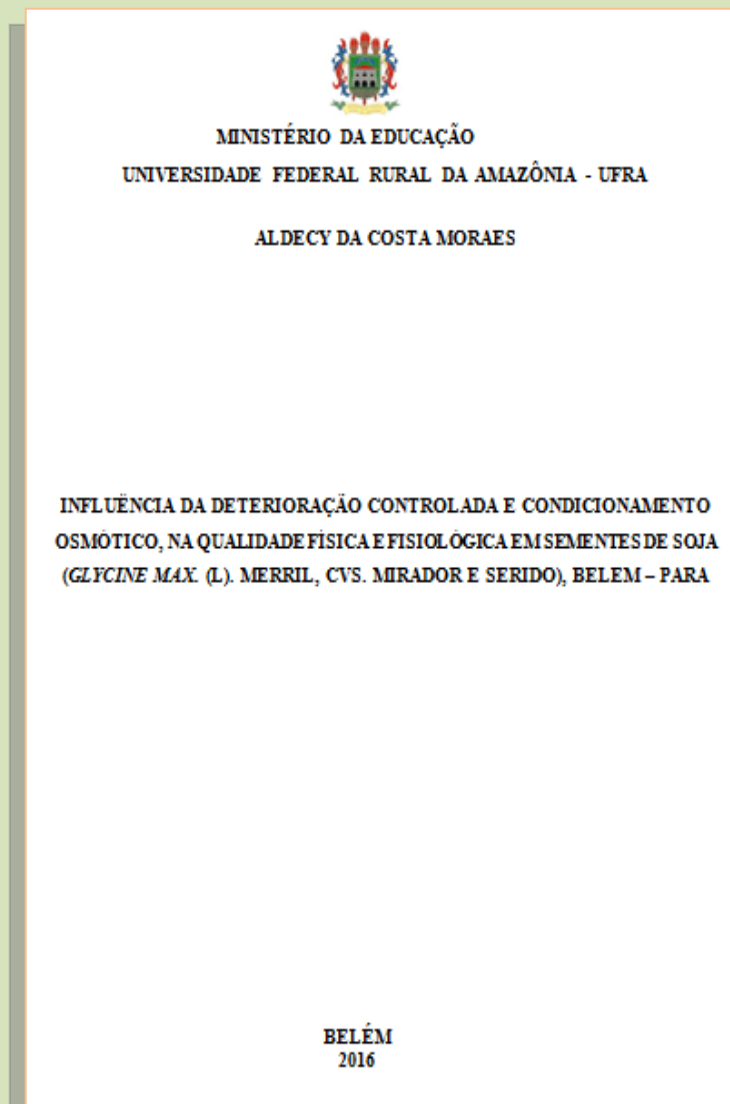 MINISTÉRIO DA EDUCAÇÃO
UNIVERSIDADE FEDERAL RURAL DA AMAZÔNIA - UFRA
ALDECY DA COSTA MORAES
INFLUÊNCIA DA DETERIORAÇÃO CONTROLADA E CONDICIONAMENTO
OSMÓTICO, NA QUALIDADE FÍSICA E FISIOLÓGICA EM SEMENTES DE SOJA
(GLYCINE MAX. (L). MERRIL, CVS. MIRADOR E SERIDO), BELEM – PARA
BELÉM
2016